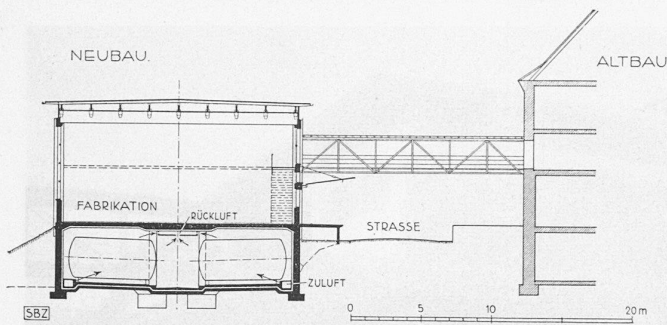 NEUBAU.
ALTBAU
FABRIKATION
RÜCKLUFT
STRASSE
ZULUFT
SBZ
0 5 10 20 m